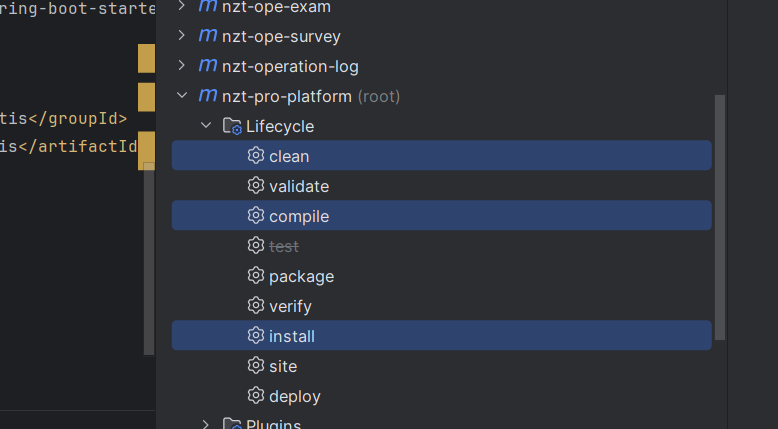 ring-boot-starte
tis</groupId>
is</artifactId
nzt-ope-exam
nzt-ope-survey
nzt-operation-log
nzt-pro-platform (root)
Lifecycle
clean
validate
compile
test
package
verify
install
site
deploy
Plugins